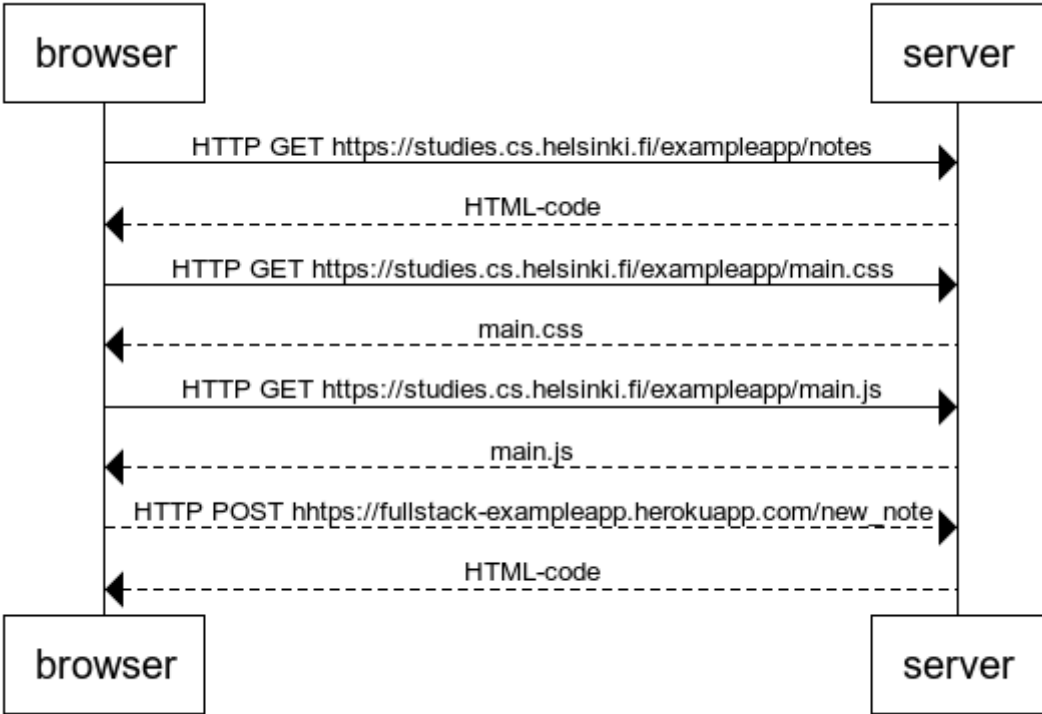 browser
server
HTTP GET https://studies.cs.helsinki.fi/exampleapp/notes
HTML-code
HTTP GET https://studies.cs.helsinki.fi/exampleapp/main.css
main.css
HTTP GET https://studies.cs.helsinki.fi/exampleapp/main.js
main.js
HTTP POST hhtps://fullstack-exampleapp.herokuapp.com/new_note
HTML-code
browser
server